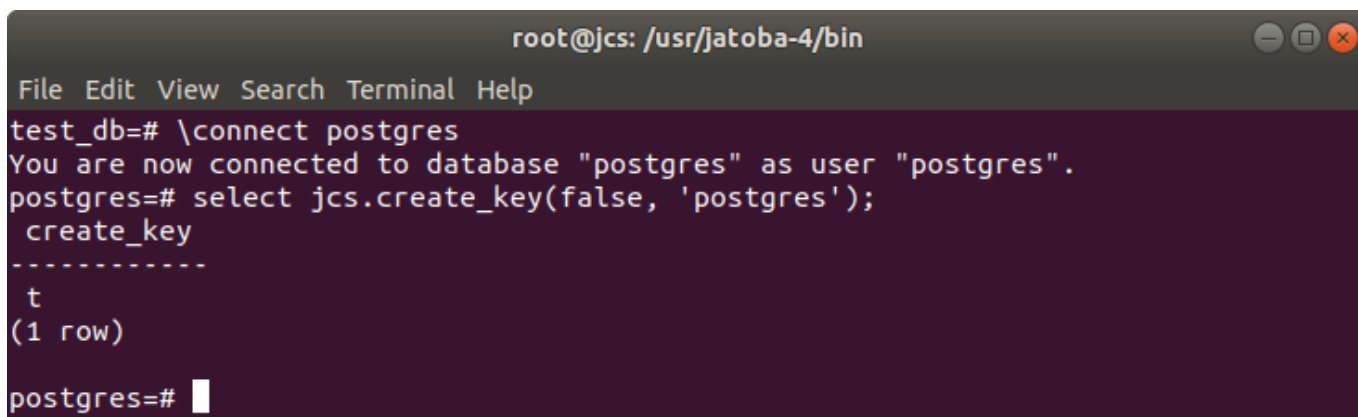 root@jcs: /usr/jatoba-4/bin
File Edit View Search Terminal Help
test_db=# \connect postgres
You are now connected to database "postgres" as user "postgres".
postgres=# select jcs.create_key(false, 'postgres');
 create_key
------------
 t
(1 row)
postgres=#